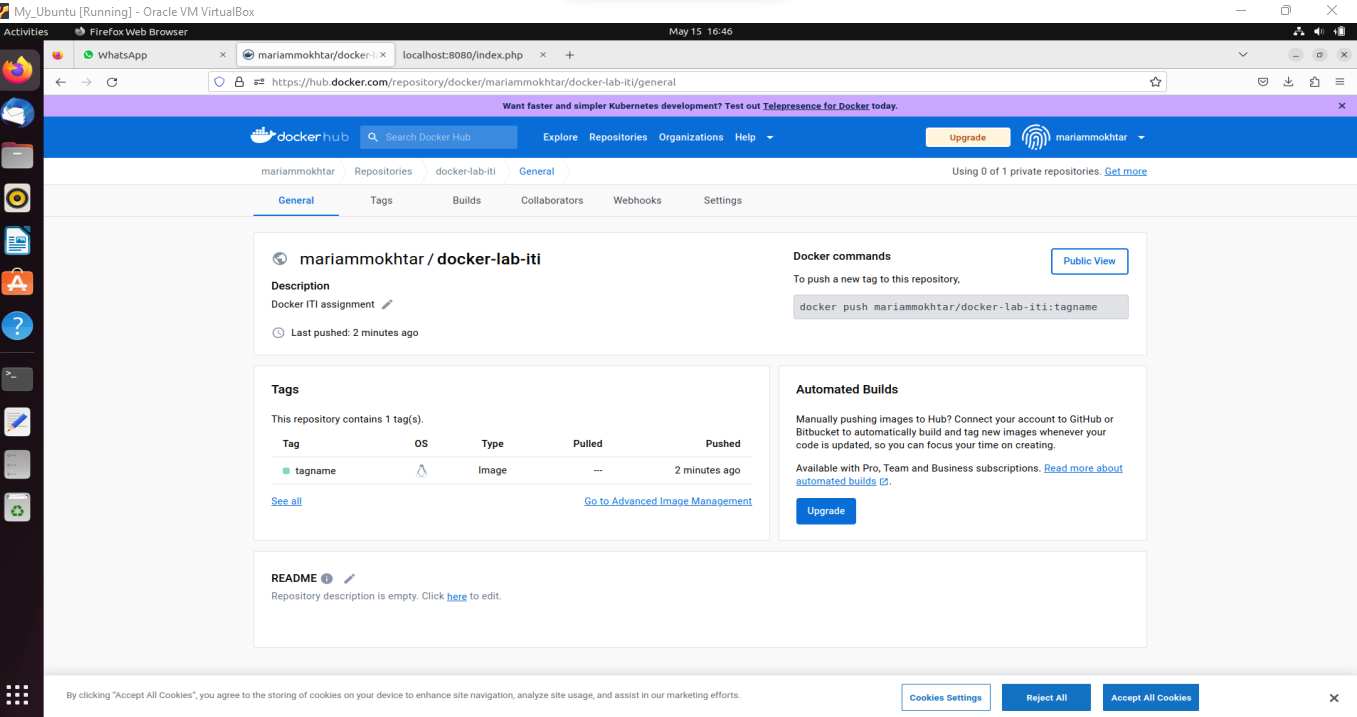 My_Ubuntu [Running] - Oracle VM VirtualBox
Activities Firefox Web Browser May 15 16:46
WhatsApp mariammokhtar/docker-l localhost:8080/index.php
https://hub.docker.com/repository/docker/mariammokhtar/docker-lab-iti/general
Want faster and simpler Kubernetes development? Test out Telepresence for Docker today.
dockerhub Search Docker Hub Explore Repositories Organizations Help Upgrade mariammokhtar
mariammokhtar Repositories docker-lab-iti General Using 0 of 1 private repositories. Get more
General Tags Builds Collaborators Webhooks Settings
mariammokhtar / docker-lab-iti
Description
Docker ITI assignment
Last pushed: 2 minutes ago
Docker commands
Public View
To push a new tag to this repository,
docker push mariammokhtar/docker-lab-iti:tagname
Tags
This repository contains 1 tag(s).
Tag OS Type Pulled Pushed
tagname Image --- 2 minutes ago
See all Go to Advanced Image Management
Automated Builds
Manually pushing images to Hub? Connect your account to GitHub or
Bitbucket to automatically build and tag new images whenever your
code is updated, so you can focus your time on creating.
Available with Pro, Team and Business subscriptions. Read more about
automated builds .
Upgrade
README
Repository description is empty. Click here to edit.
By clicking "Accept All Cookies", you agree to the storing of cookies on your device to enhance site navigation, analyze site usage, and assist in our marketing efforts.
Cookies Settings Reject All Accept All Cookies